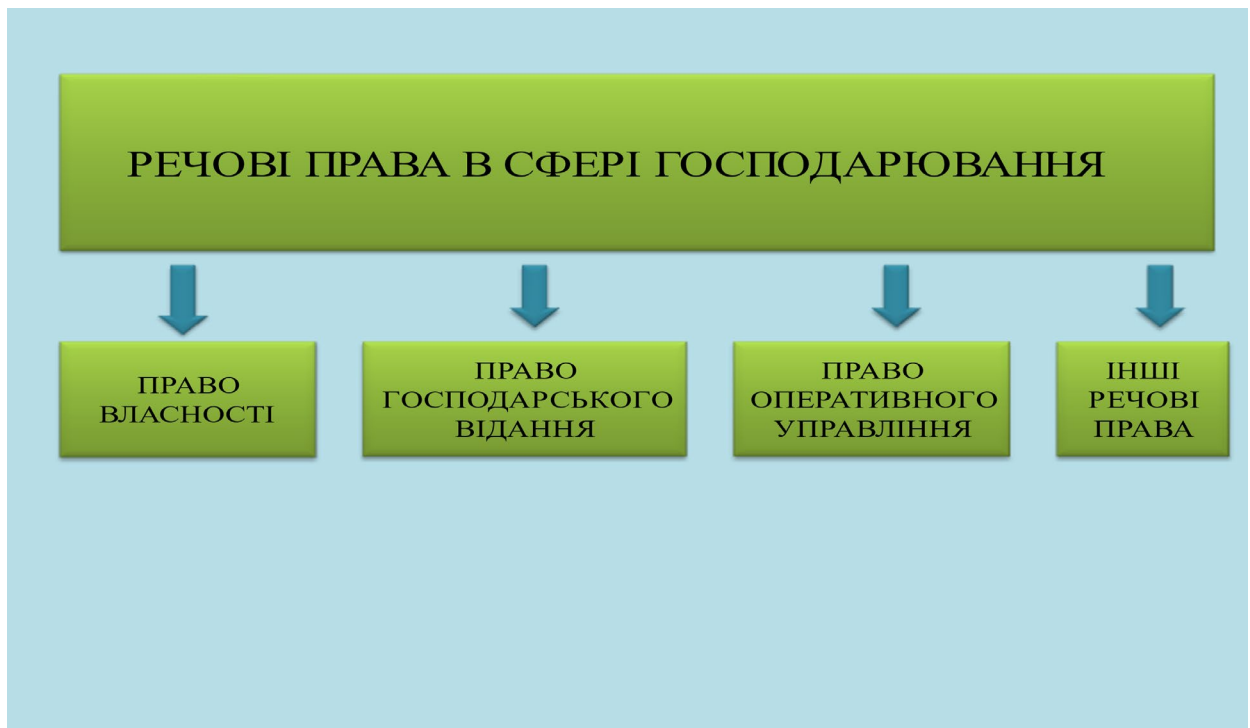 РЕЧОВІ ПРАВА В СФЕРІ ГОСПОДАРЮВАННЯ
ПРАВО
ВЛАСНОСТІ
ПРАВО
ГОСПОДАРСЬКОГО
ВІДАННЯ
ПРАВО
ОПЕРАТИВНОГО
УПРАВЛІННЯ
ІНШІ
РЕЧОВІ
ПРАВА